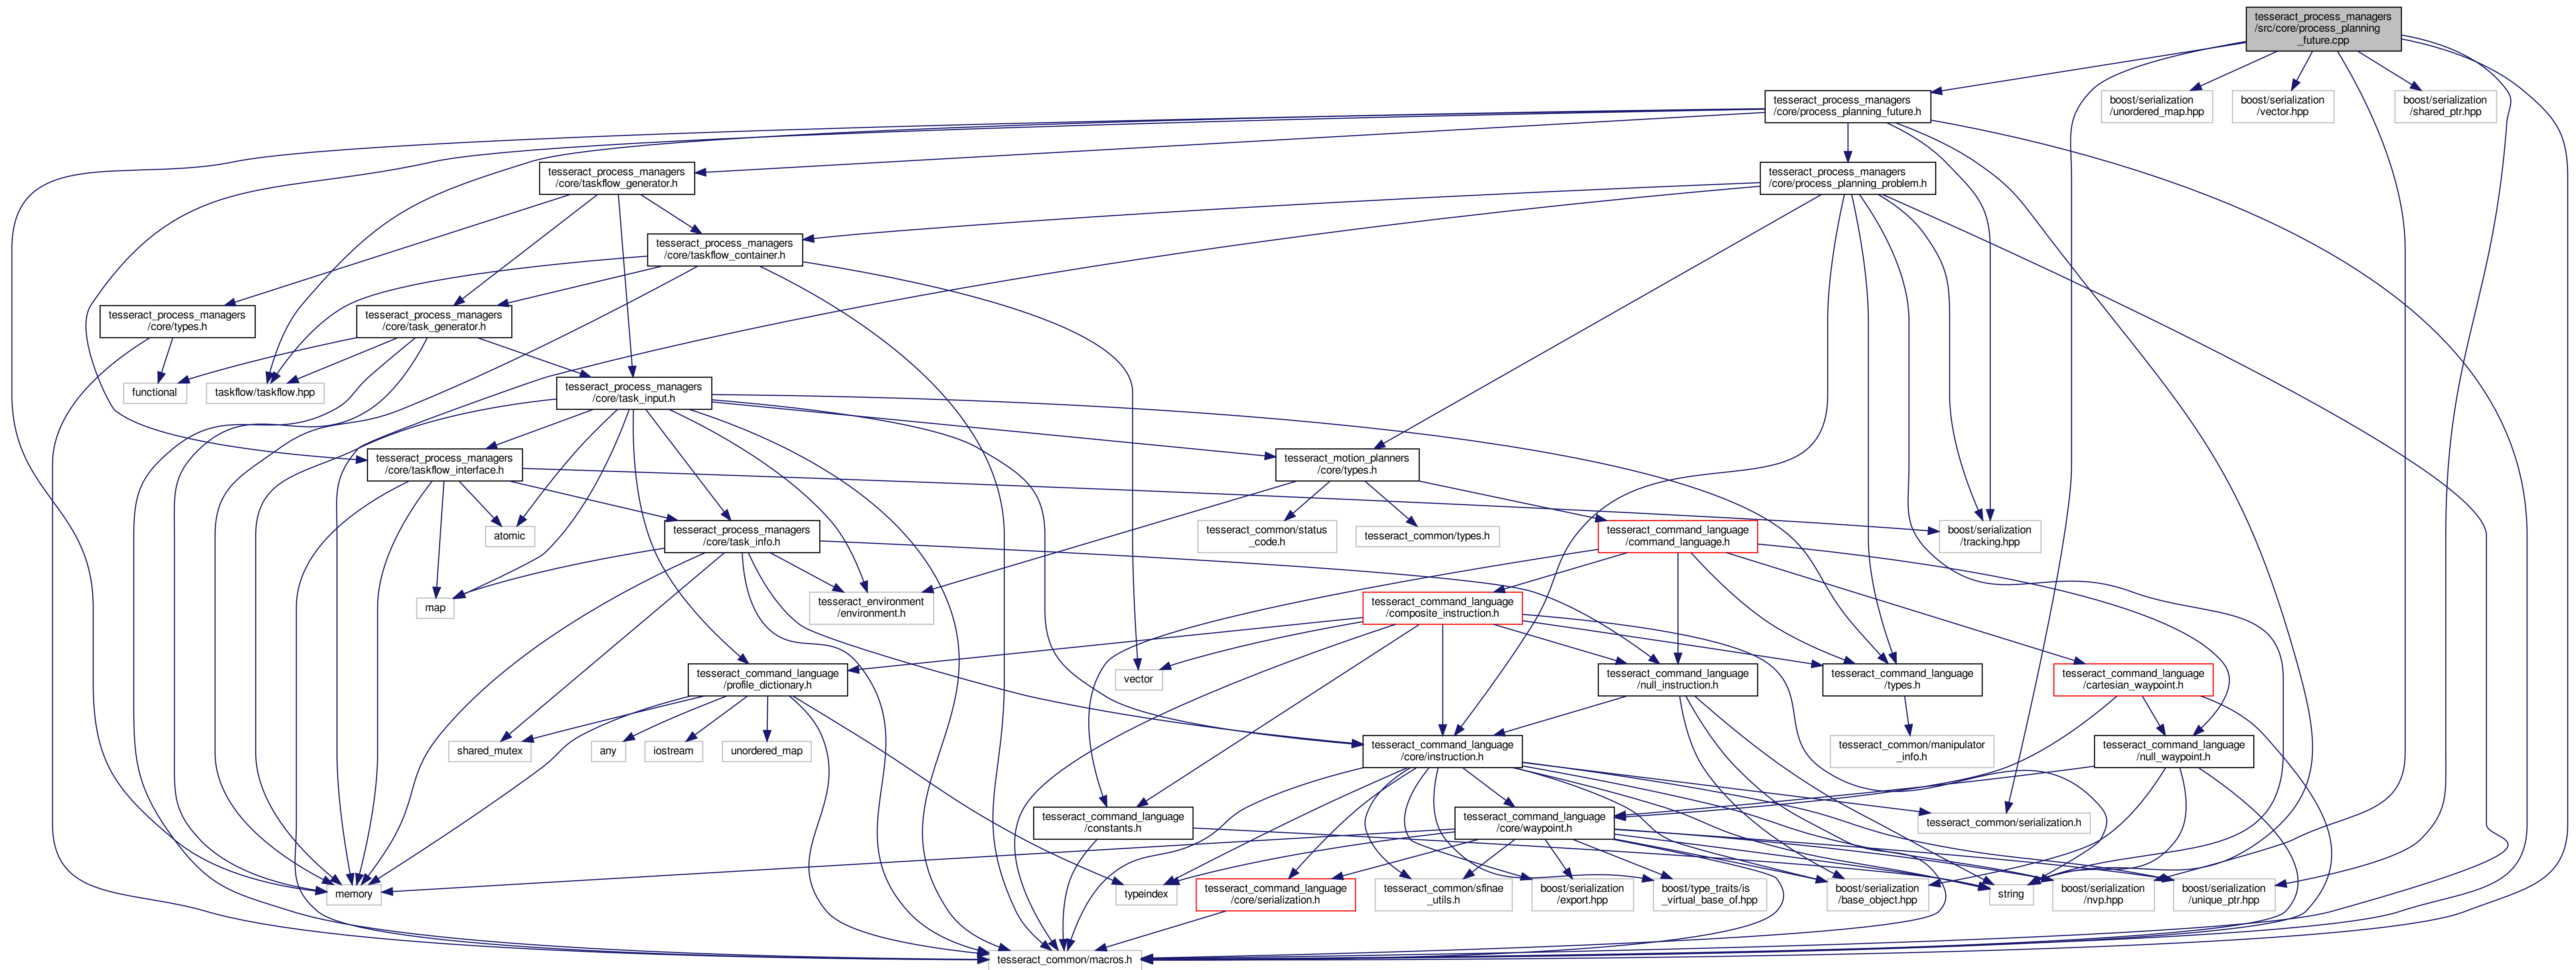 tesseract_process_managers
/src/core/process_planning
_future.cpp
tesseract_process_managers
/core/process_planning_future.h
boost/serialization
/unordered_map.hpp
boost/serialization
/vector.hpp
boost/serialization
/shared_ptr.hpp
tesseract_process_managers
/core/taskflow_generator.h
tesseract_process_managers
/core/process_planning_problem.h
tesseract_process_managers
/core/taskflow_container.h
tesseract_process_managers
/core/types.h
tesseract_process_managers
/core/task_generator.h
functional
taskflow/taskflow.hpp
tesseract_process_managers
/core/task_input.h
tesseract_process_managers
/core/taskflow_interface.h
tesseract_motion_planners
/core/types.h
atomic
tesseract_process_managers
/core/task_info.h
tesseract_common/status
_code.h
tesseract_common/types.h
tesseract_command_language
/command_language.h
boost/serialization
/tracking.hpp
map
tesseract_environment
/environment.h
tesseract_command_language
/composite_instruction.h
tesseract_command_language
/profile_dictionary.h
vector
tesseract_command_language
/null_instruction.h
tesseract_command_language
/types.h
tesseract_command_language
/cartesian_waypoint.h
shared_mutex
any
iostream
unordered_map
tesseract_command_language
/core/instruction.h
tesseract_common/manipulator
_info.h
tesseract_command_language
/null_waypoint.h
tesseract_command_language
/constants.h
tesseract_command_language
/core/waypoint.h
tesseract_common/serialization.h
memory
typeindex
tesseract_command_language
/core/serialization.h
tesseract_common/sfinae
_utils.h
boost/serialization
/export.hpp
boost/type_traits/is
_virtual_base_of.hpp
boost/serialization
/base_object.hpp
string
boost/serialization
/nvp.hpp
boost/serialization
/unique_ptr.hpp
tesseract_common/macros.h